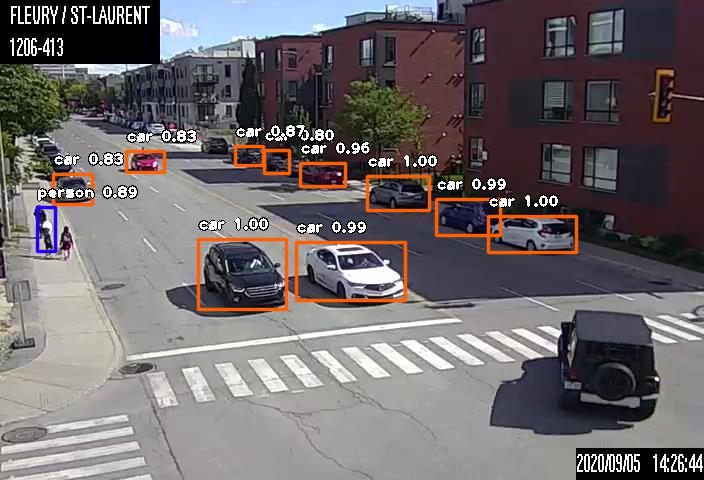 FLEURY / ST-LAURENT
1206-413
car 0.83
car 0.87
car 0.80
car 0.96
car 0.83
car 1.00
person 0.89
car 0.99
car 1.00
car 1.00
car 0.99
2020/09/05 14:26:44